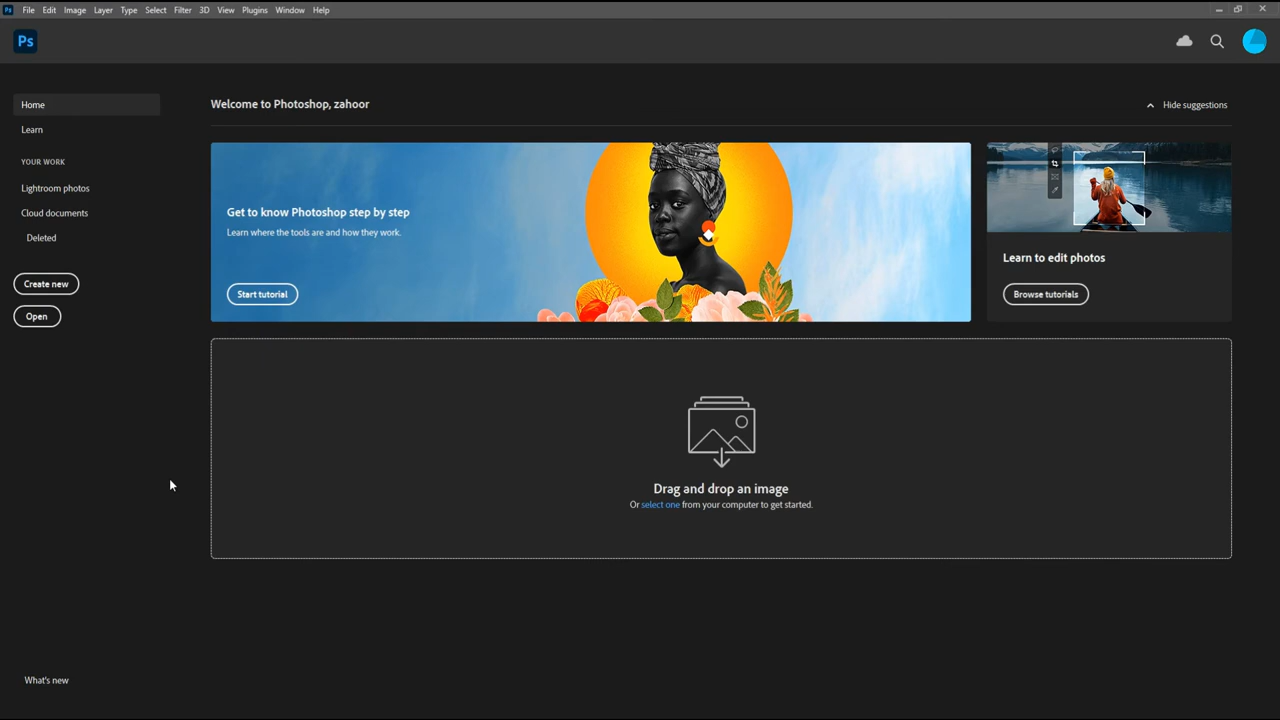 Ps File Edit Image Layer Type Select Filter 3D View Plugins Window Help
Ps
Home
Learn
YOUR WORK
Lightroom photos
Cloud documents
Deleted
Create new
Open
What's new
Welcome to Photoshop, zahoor
Hide suggestions
Get to know Photoshop step by step
Learn where the tools are and how they work.
Start tutorial
Learn to edit photos
Browse tutorials
Drag and drop an image
Or select one from your computer to get started.